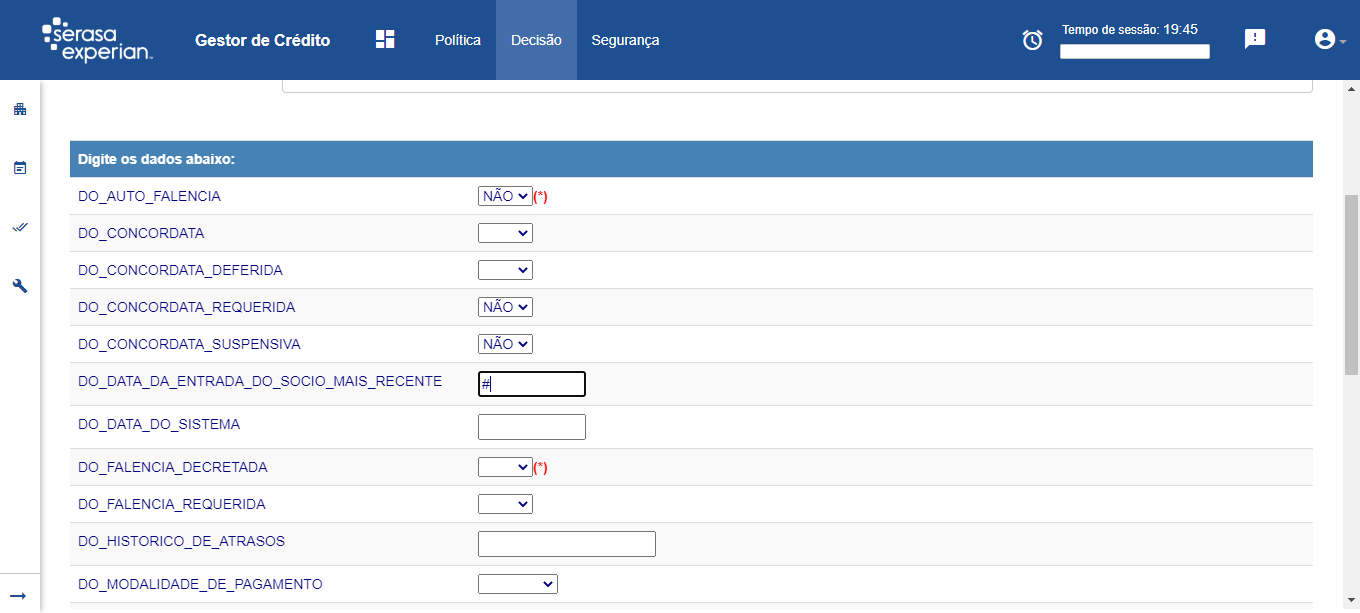 serasa experian.
Gestor de Crédito
Política
Decisão
Segurança
Tempo de sessão: 19:45
Digite os dados abaixo:
DO_AUTO_FALENCIA NÃO (*)
DO_CONCORDATA
DO_CONCORDATA_DEFERIDA
DO_CONCORDATA_REQUERIDA NÃO
DO_CONCORDATA_SUSPENSIVA NÃO
DO_DATA_DA_ENTRADA_DO_SOCIO_MAIS_RECENTE #
DO_DATA_DO_SISTEMA
DO_FALENCIA_DECRETADA (*)
DO_FALENCIA_REQUERIDA
DO_HISTORICO_DE_ATRASOS
DO_MODALIDADE_DE_PAGAMENTO